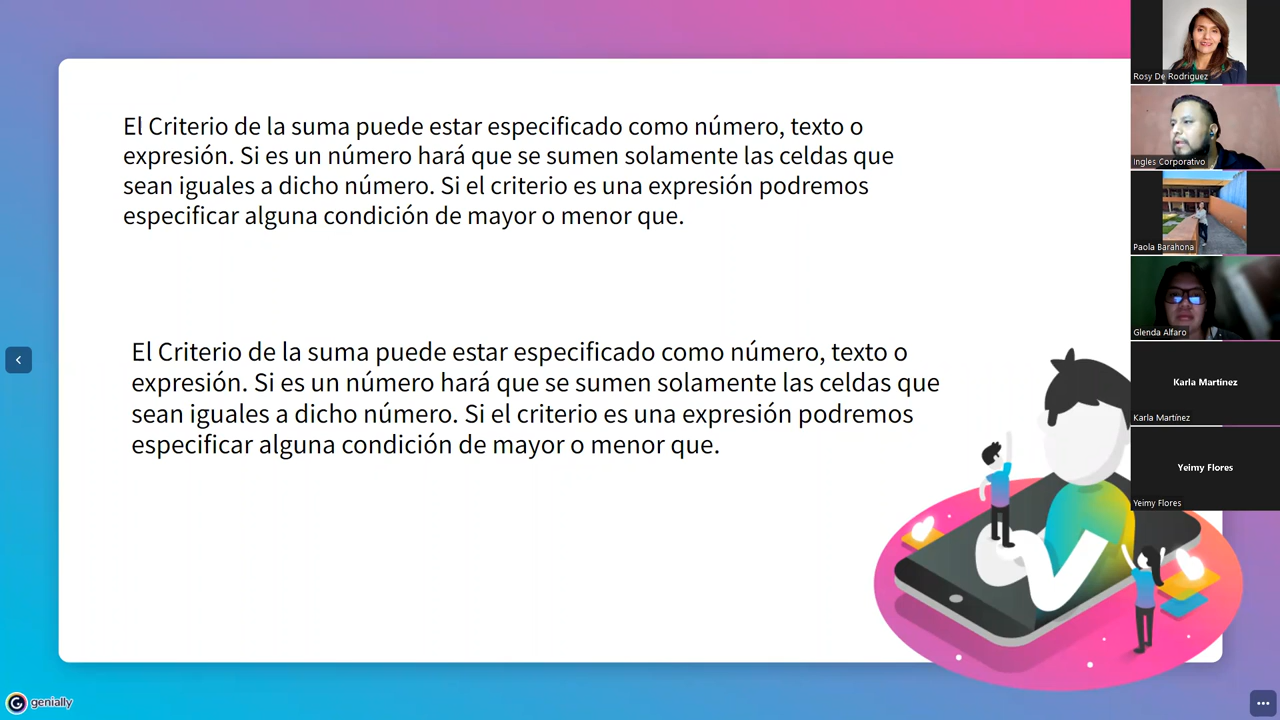 El Criterio de la suma puede estar especificado como número, texto o
expresión. Si es un número hará que se sumen solamente las celdas que
sean iguales a dicho número. Si el criterio es una expresión podremos
especificar alguna condición de mayor o menor que.
El Criterio de la suma puede estar especificado como número, texto o
expresión. Si es un número hará que se sumen solamente las celdas que
sean iguales a dicho número. Si el criterio es una expresión podremos
especificar alguna condición de mayor o menor que.
Rosy De Rodriguez
Ingles Corporativo
Paola Barahona
Glenda Alfaro
Karla Martínez
Karla Martínez
Yeimy Flores
Yeimy Flores
genially